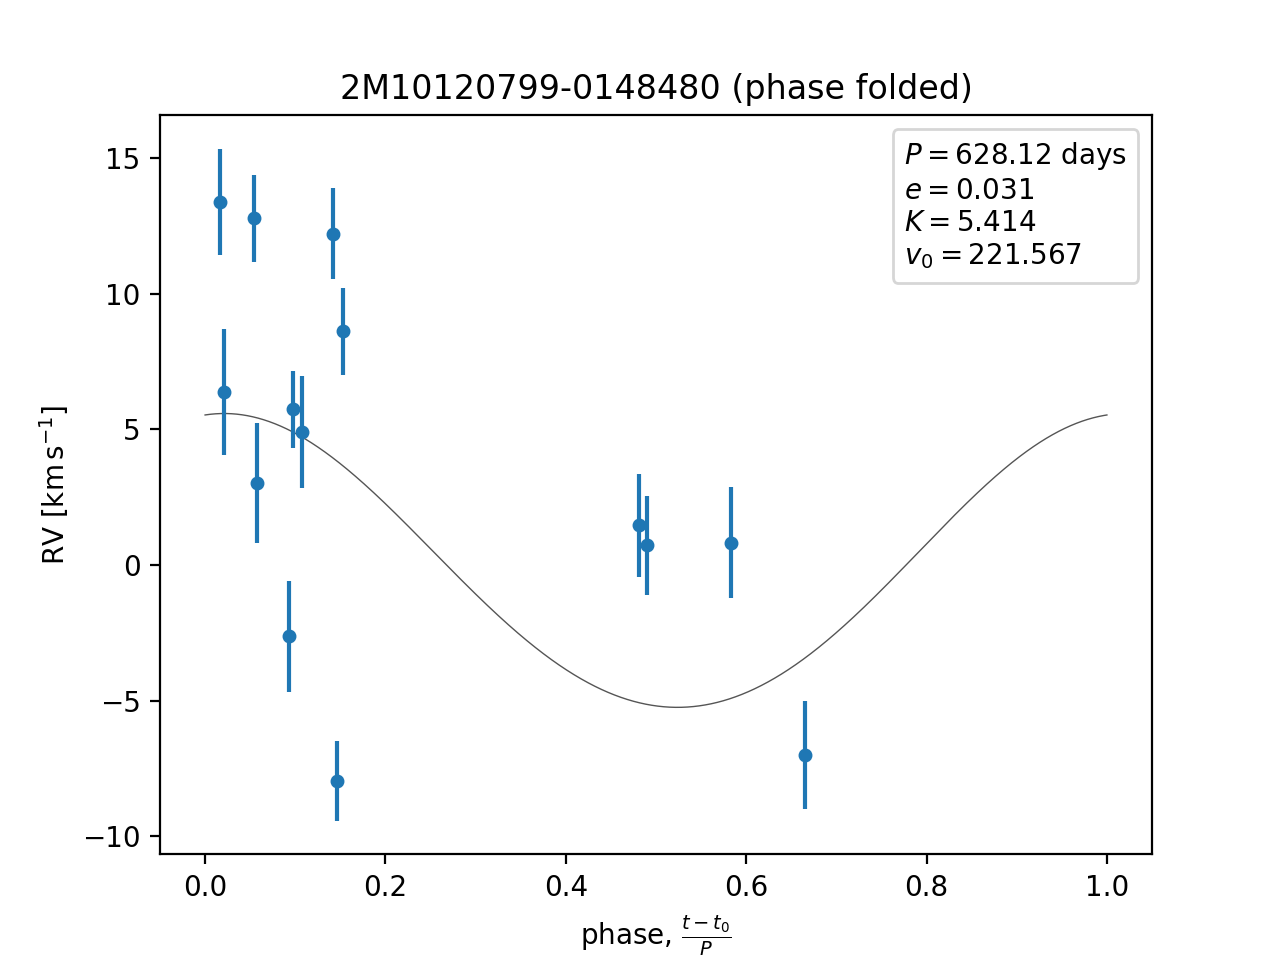 2M10120799-0148480 (phase folded)
P = 628.12 days
e = 0.031
K = 5.414
v₀ = 221.567
15
10
5
0
−5
−10
RV [km s⁻¹]
0.0 0.2 0.4 0.6 0.8 1.0
phase, (t − t₀)/P